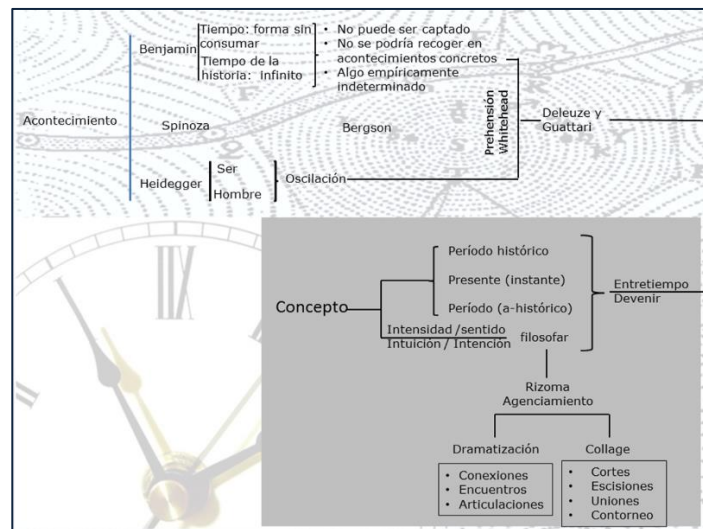 Benjamin
Tiempo: forma sin
consumar
Tiempo de la
historia: infinito
• No puede ser captado
• No se podría recoger en
acontecimientos concretos
• Algo empíricamente
indeterminado
Acontecimiento
Spinoza
Bergson
Prehensión
Whitehead
Deleuze y
Guattari
Heidegger
Ser
Hombre
Oscilación
Concepto
Período histórico
Presente (instante)
Período (a-histórico)
Intensidad /sentido
Intuición / Intención
filosofar
Entretiempo
Devenir
Rizoma
Agenciamiento
Dramatización
• Conexiones
• Encuentros
• Articulaciones
Collage
• Cortes
• Escisiones
• Uniones
• Contorneo